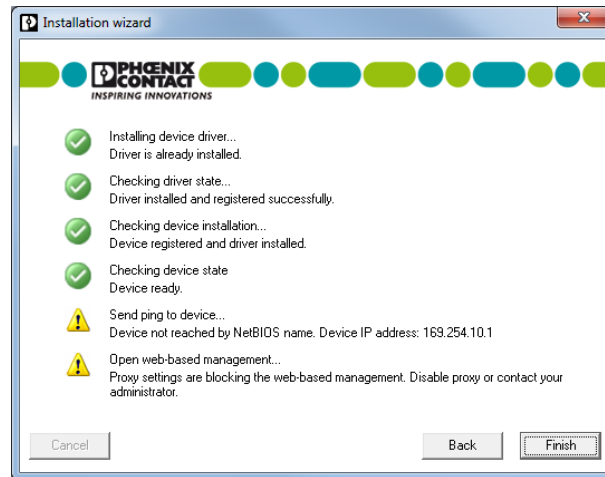 Installation wizard
PHŒNIX
CONTACT
INSPIRING INNOVATIONS
Installing device driver...
Driver is already installed.
Checking driver state...
Driver installed and registered successfully.
Checking device installation...
Device registered and driver installed.
Checking device state
Device ready.
Send ping to device...
Device not reached by NetBIOS name. Device IP address: 169.254.10.1
Open web-based management...
Proxy settings are blocking the web-based management. Disable proxy or contact your
administrator.
Cancel
Back
Finish